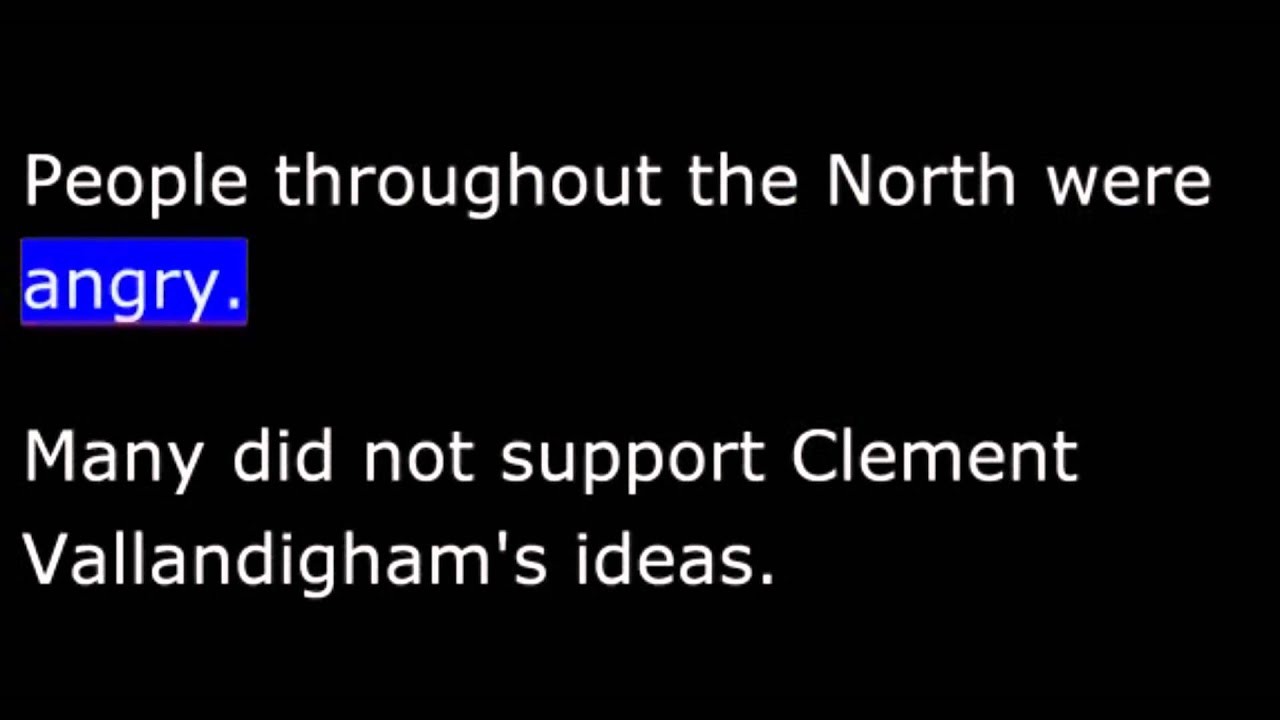 People throughout the North were
angry.
Many did not support Clement
Vallandigham's ideas.